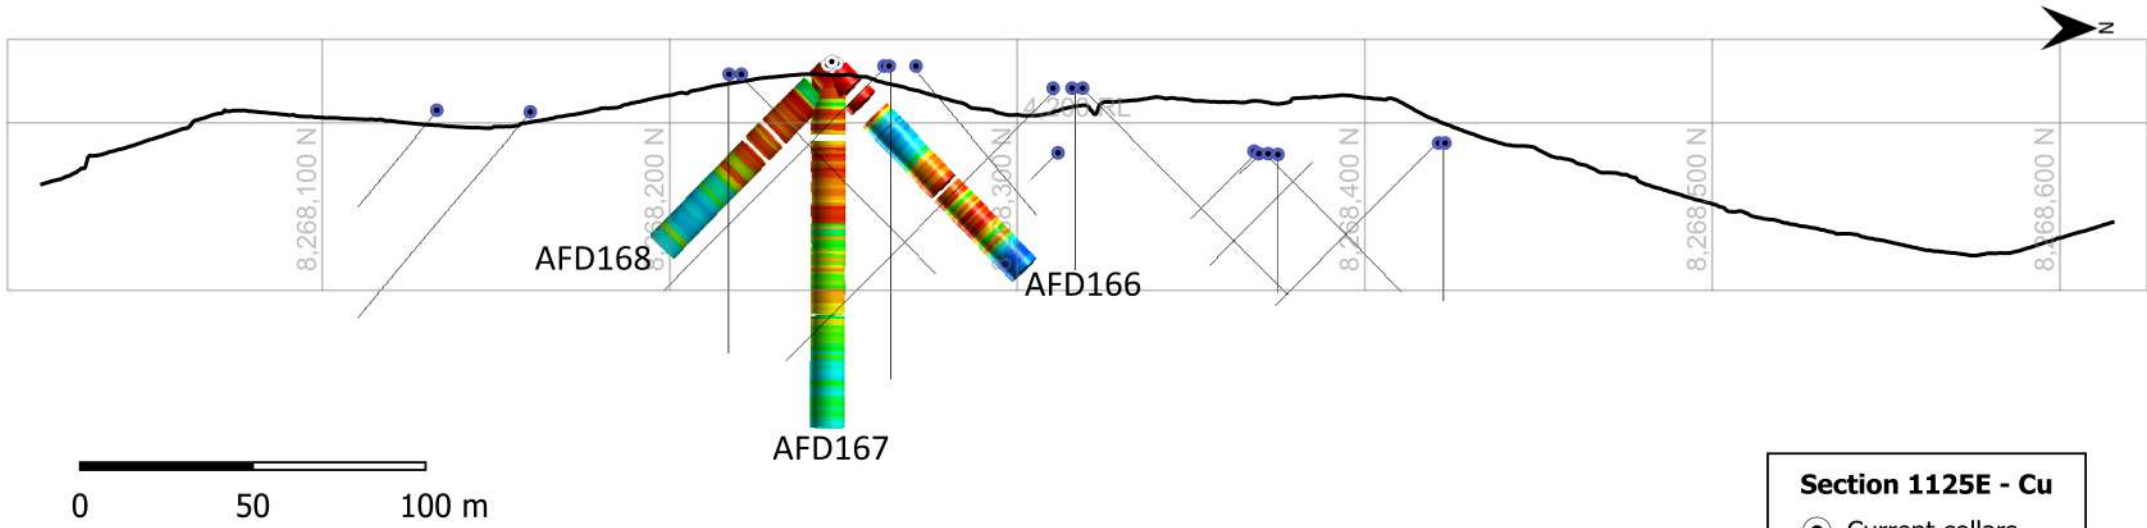 N
4,200 RL
8,268,100 N
8,268,200 N
8,268,300 N
8,268,400 N
8,268,500 N
8,268,600 N
AFD168
AFD166
AFD167
0 50 100 m
Section 1125E - Cu
Current collars